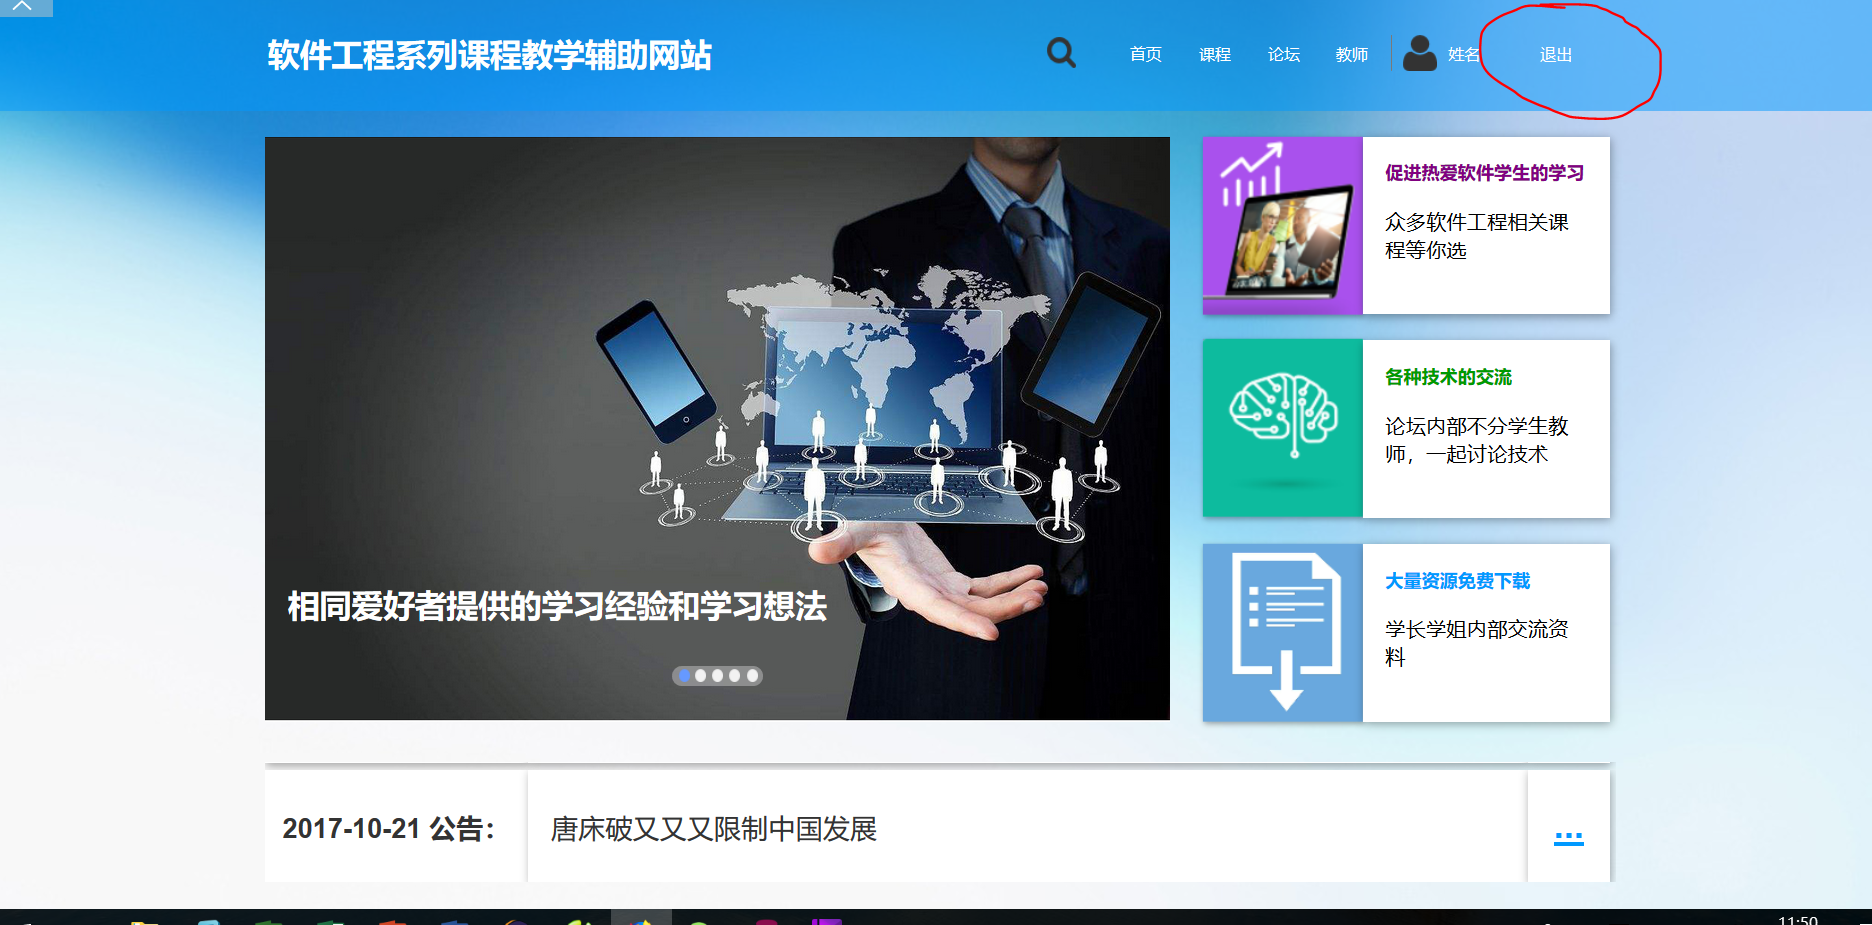 软件工程系列课程教学辅助网站
首页 课程 论坛 教师 姓名 退出
促进热爱软件学生的学习
众多软件工程相关课
程等你选
各种技术的交流
论坛内部不分学生教
师，一起讨论技术
大量资源免费下载
学长学姐内部交流资
料
相同爱好者提供的学习经验和学习想法
2017-10-21 公告：
唐床破又又又限制中国发展
...
11:50